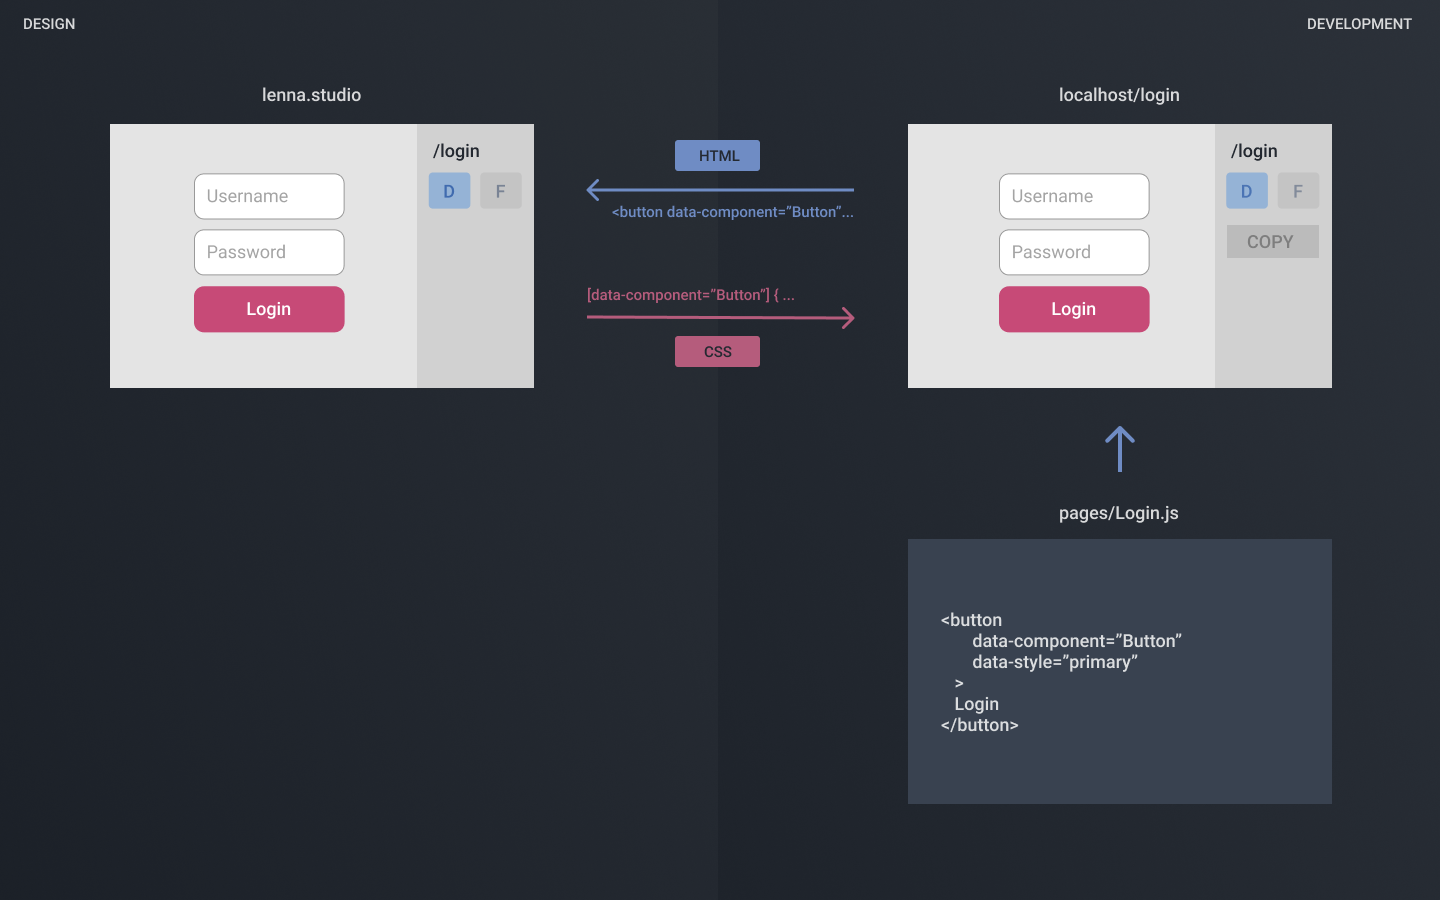 DESIGN
DEVELOPMENT
lenna.studio
localhost/login
/login
D F
Username
Password
Login
HTML
<button data-component=”Button”...
[data-component=”Button”] { ...
CSS
/login
D F
COPY
Username
Password
Login
pages/Login.js
<button
data-component=”Button”
data-style=”primary”
>
Login
</button>